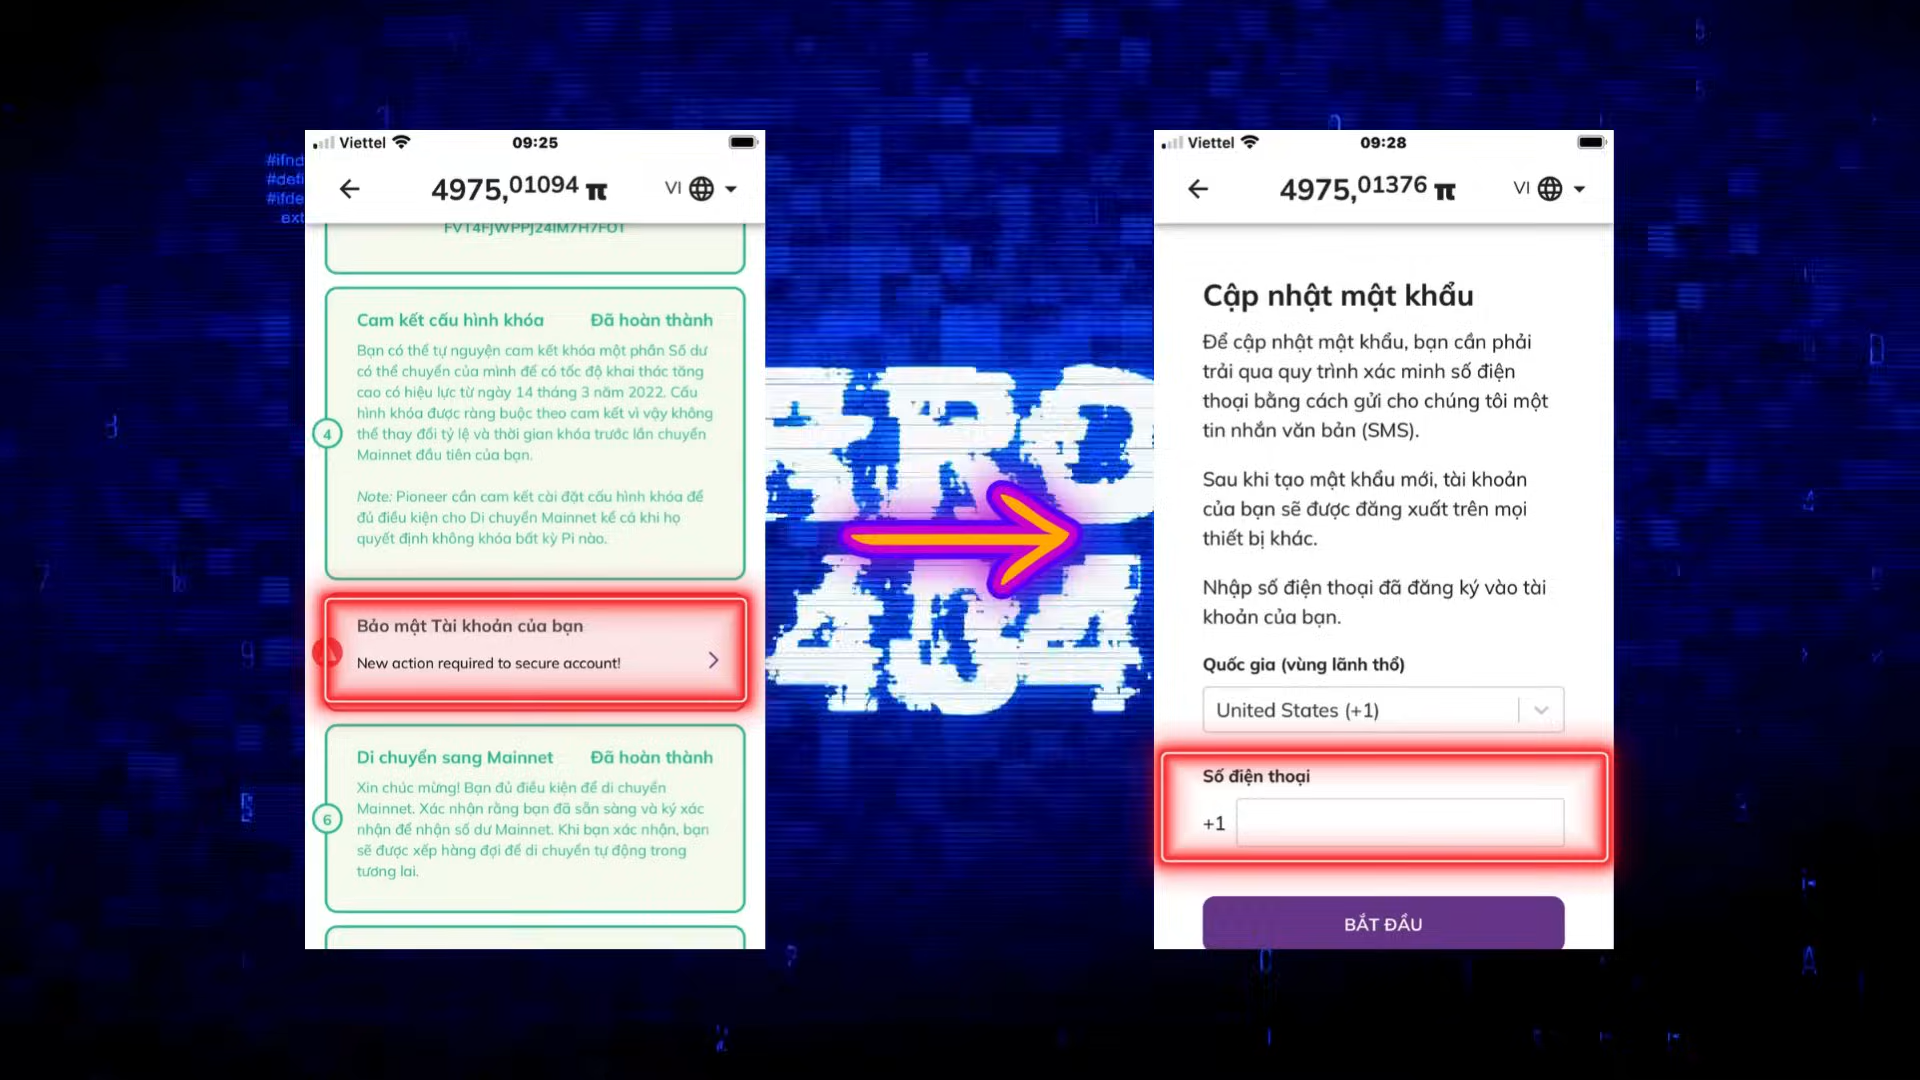 #ifnd
#defi
#ifde
ext
Viettel
09:25
4975,01094 π
VI
Cam kết cấu hình khóa
Đã hoàn thành
Bạn có thể tự nguyện cam kết khóa một phần Số dư
có thể chuyển của mình để có tốc độ khai thác tăng
cao có hiệu lực từ ngày 14 tháng 3 năm 2022. Cấu
hình khóa được ràng buộc theo cam kết vì vậy không
thể thay đổi tỷ lệ và thời gian khóa trước lần chuyển
Mainnet đầu tiên của bạn.
4
Note: Pioneer cần cam kết cài đặt cấu hình khóa để
đủ điều kiện cho Di chuyển Mainnet kể cả khi họ
quyết định không khóa bất kỳ Pi nào.
Bảo mật Tài khoản của bạn
New action required to secure account!
Di chuyển sang Mainnet
Đã hoàn thành
Xin chúc mừng! Bạn đủ điều kiện để di chuyển
Mainnet. Xác nhận rằng bạn đã sẵn sàng và ký xác
nhận để nhận số dư Mainnet. Khi bạn xác nhận, bạn
sẽ được xếp hàng đợi để di chuyển tự động trong
tương lai.
6
RRO
404
Viettel
09:28
4975,01376 π
VI
Cập nhật mật khẩu
Để cập nhật mật khẩu, bạn cần phải
trải qua quy trình xác minh số điện
thoại bằng cách gửi cho chúng tôi một
tin nhắn văn bản (SMS).
Sau khi tạo mật khẩu mới, tài khoản
của bạn sẽ được đăng xuất trên mọi
thiết bị khác.
Nhập số điện thoại đã đăng ký vào tài
khoản của bạn.
Quốc gia (vùng lãnh thổ)
United States (+1)
Số điện thoại
+1
BẮT ĐẦU